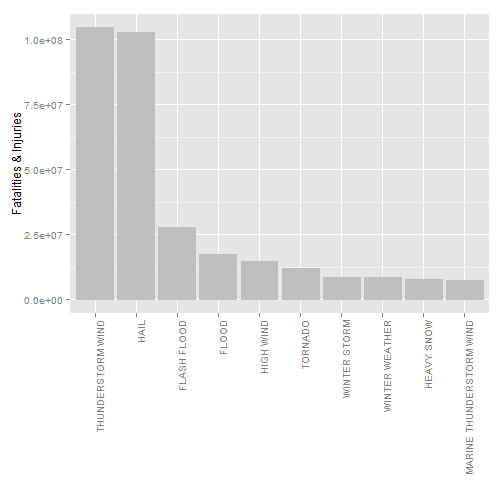 Fatalities & Injuries
1.0e+08
7.5e+07
5.0e+07
2.5e+07
0.0e+00
THUNDERSTORM WIND
HAIL
FLASH FLOOD
FLOOD
HIGH WIND
TORNADO
WINTER STORM
WINTER WEATHER
HEAVY SNOW
MARINE THUNDERSTORM WIND